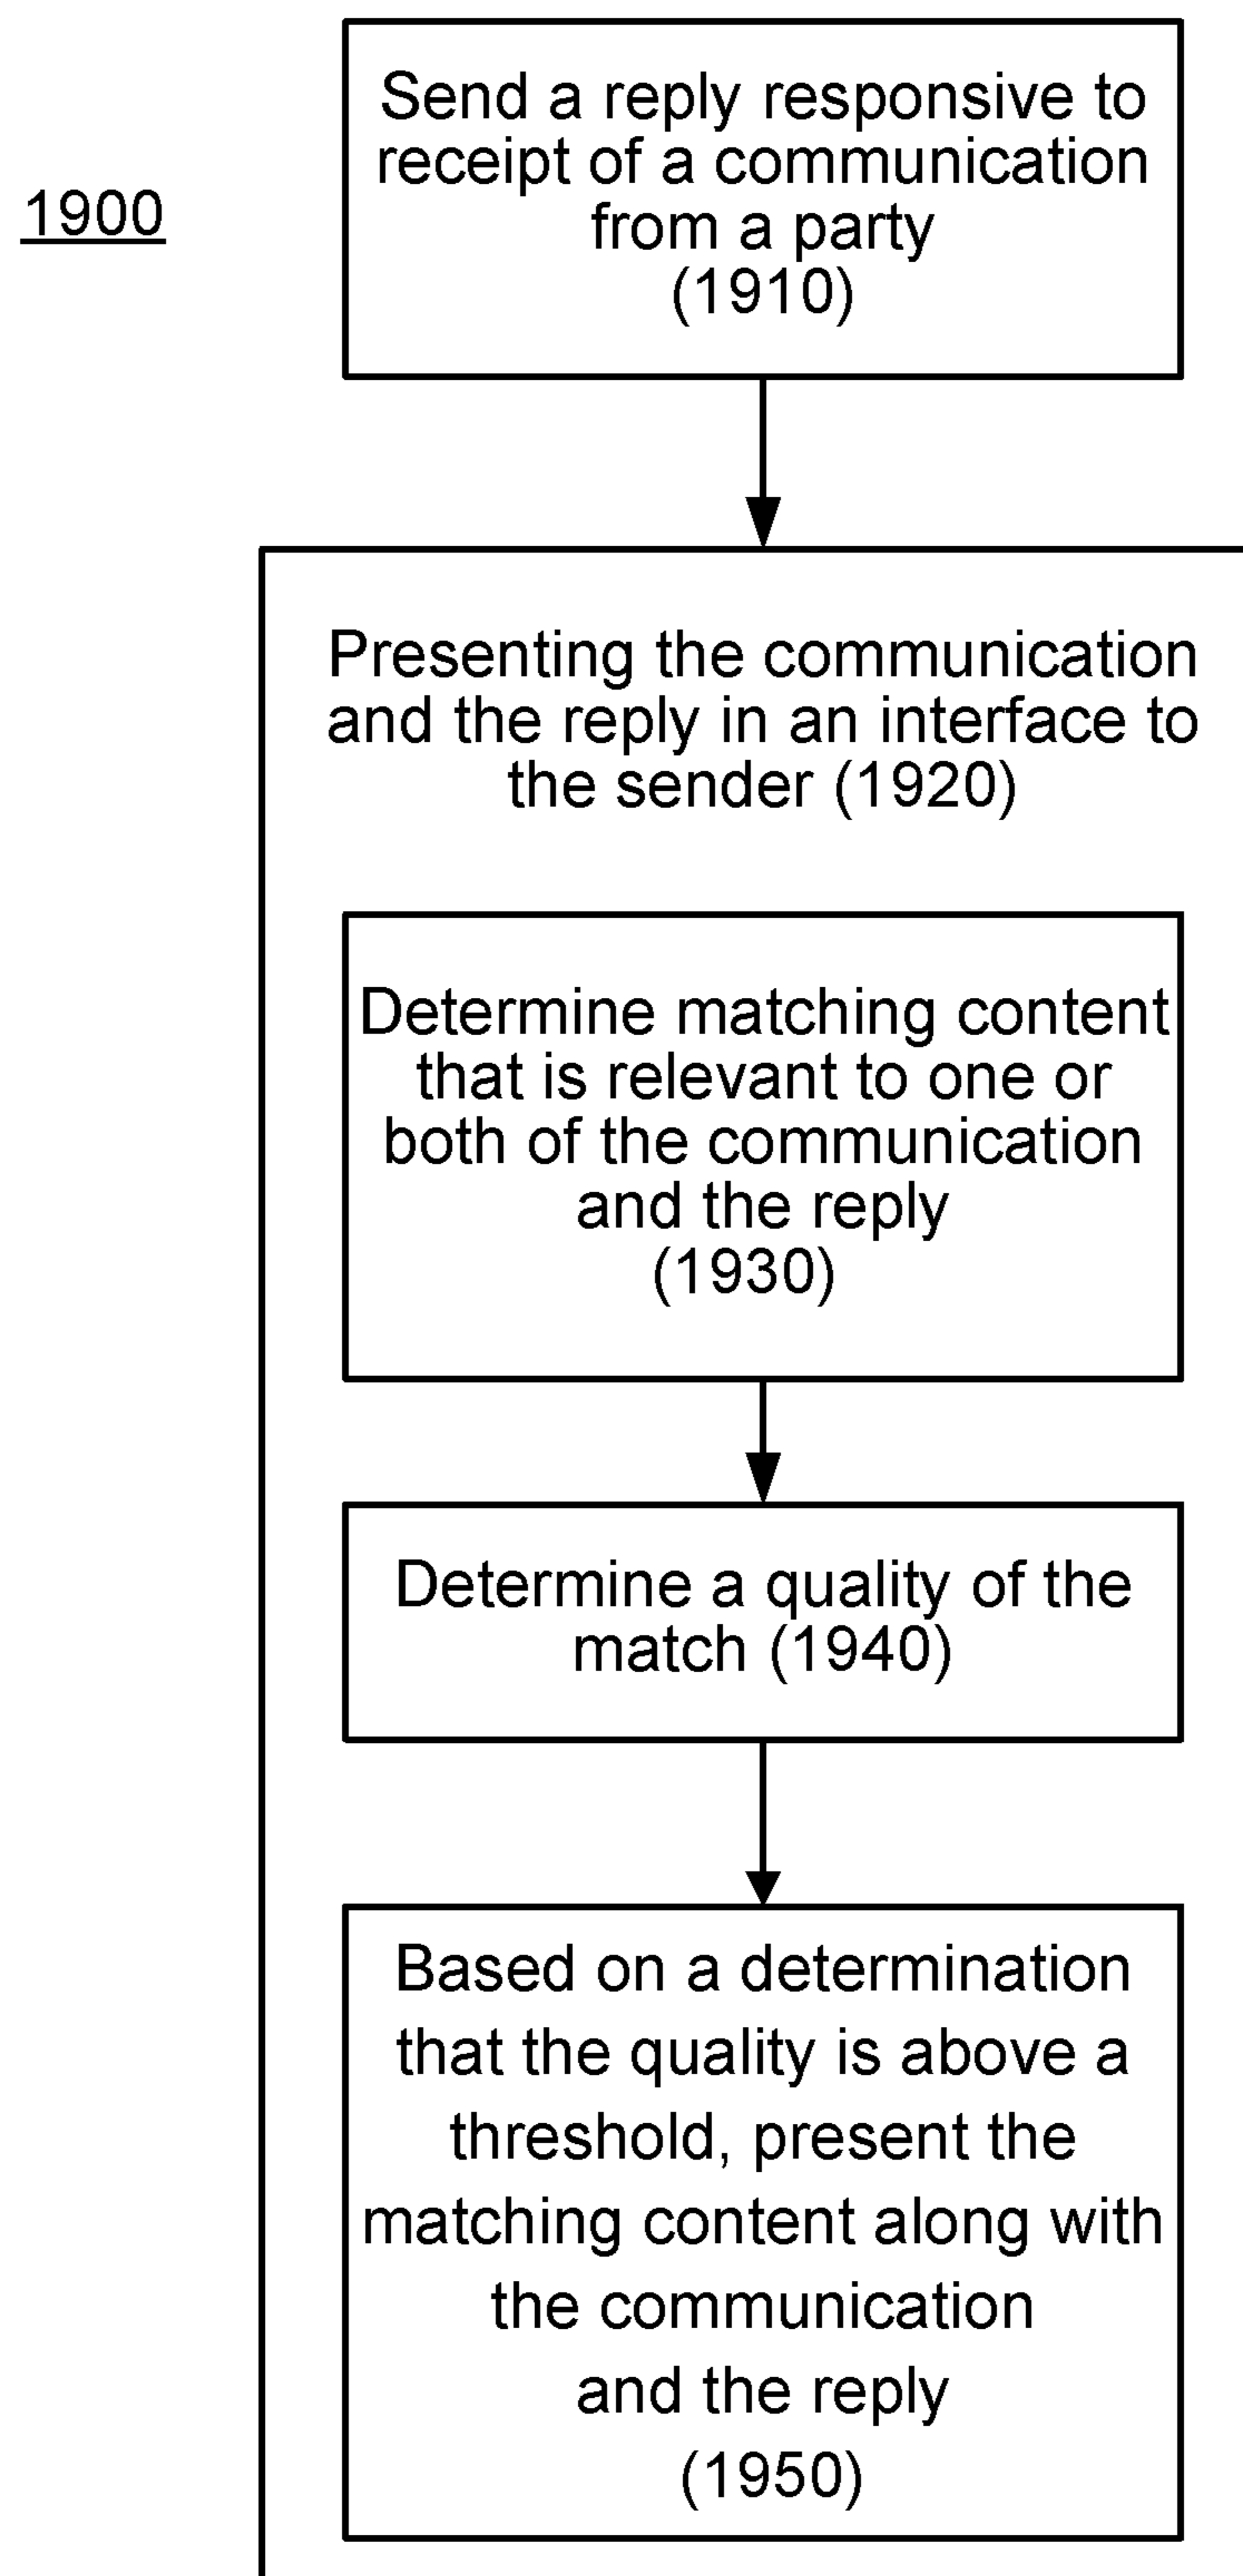 Send a reply responsive to
receipt of a communication
from a party
(1910)
1900
Presenting the communication
and the reply in an interface to
the sender (1920)
Determine matching content
that is relevant to one or
both of the communication
and the reply
(1930)
Determine a quality of the
match (1940)
Based on a determination
that the quality is above a
threshold, present the
matching content along with
the communication
and the reply
(1950)